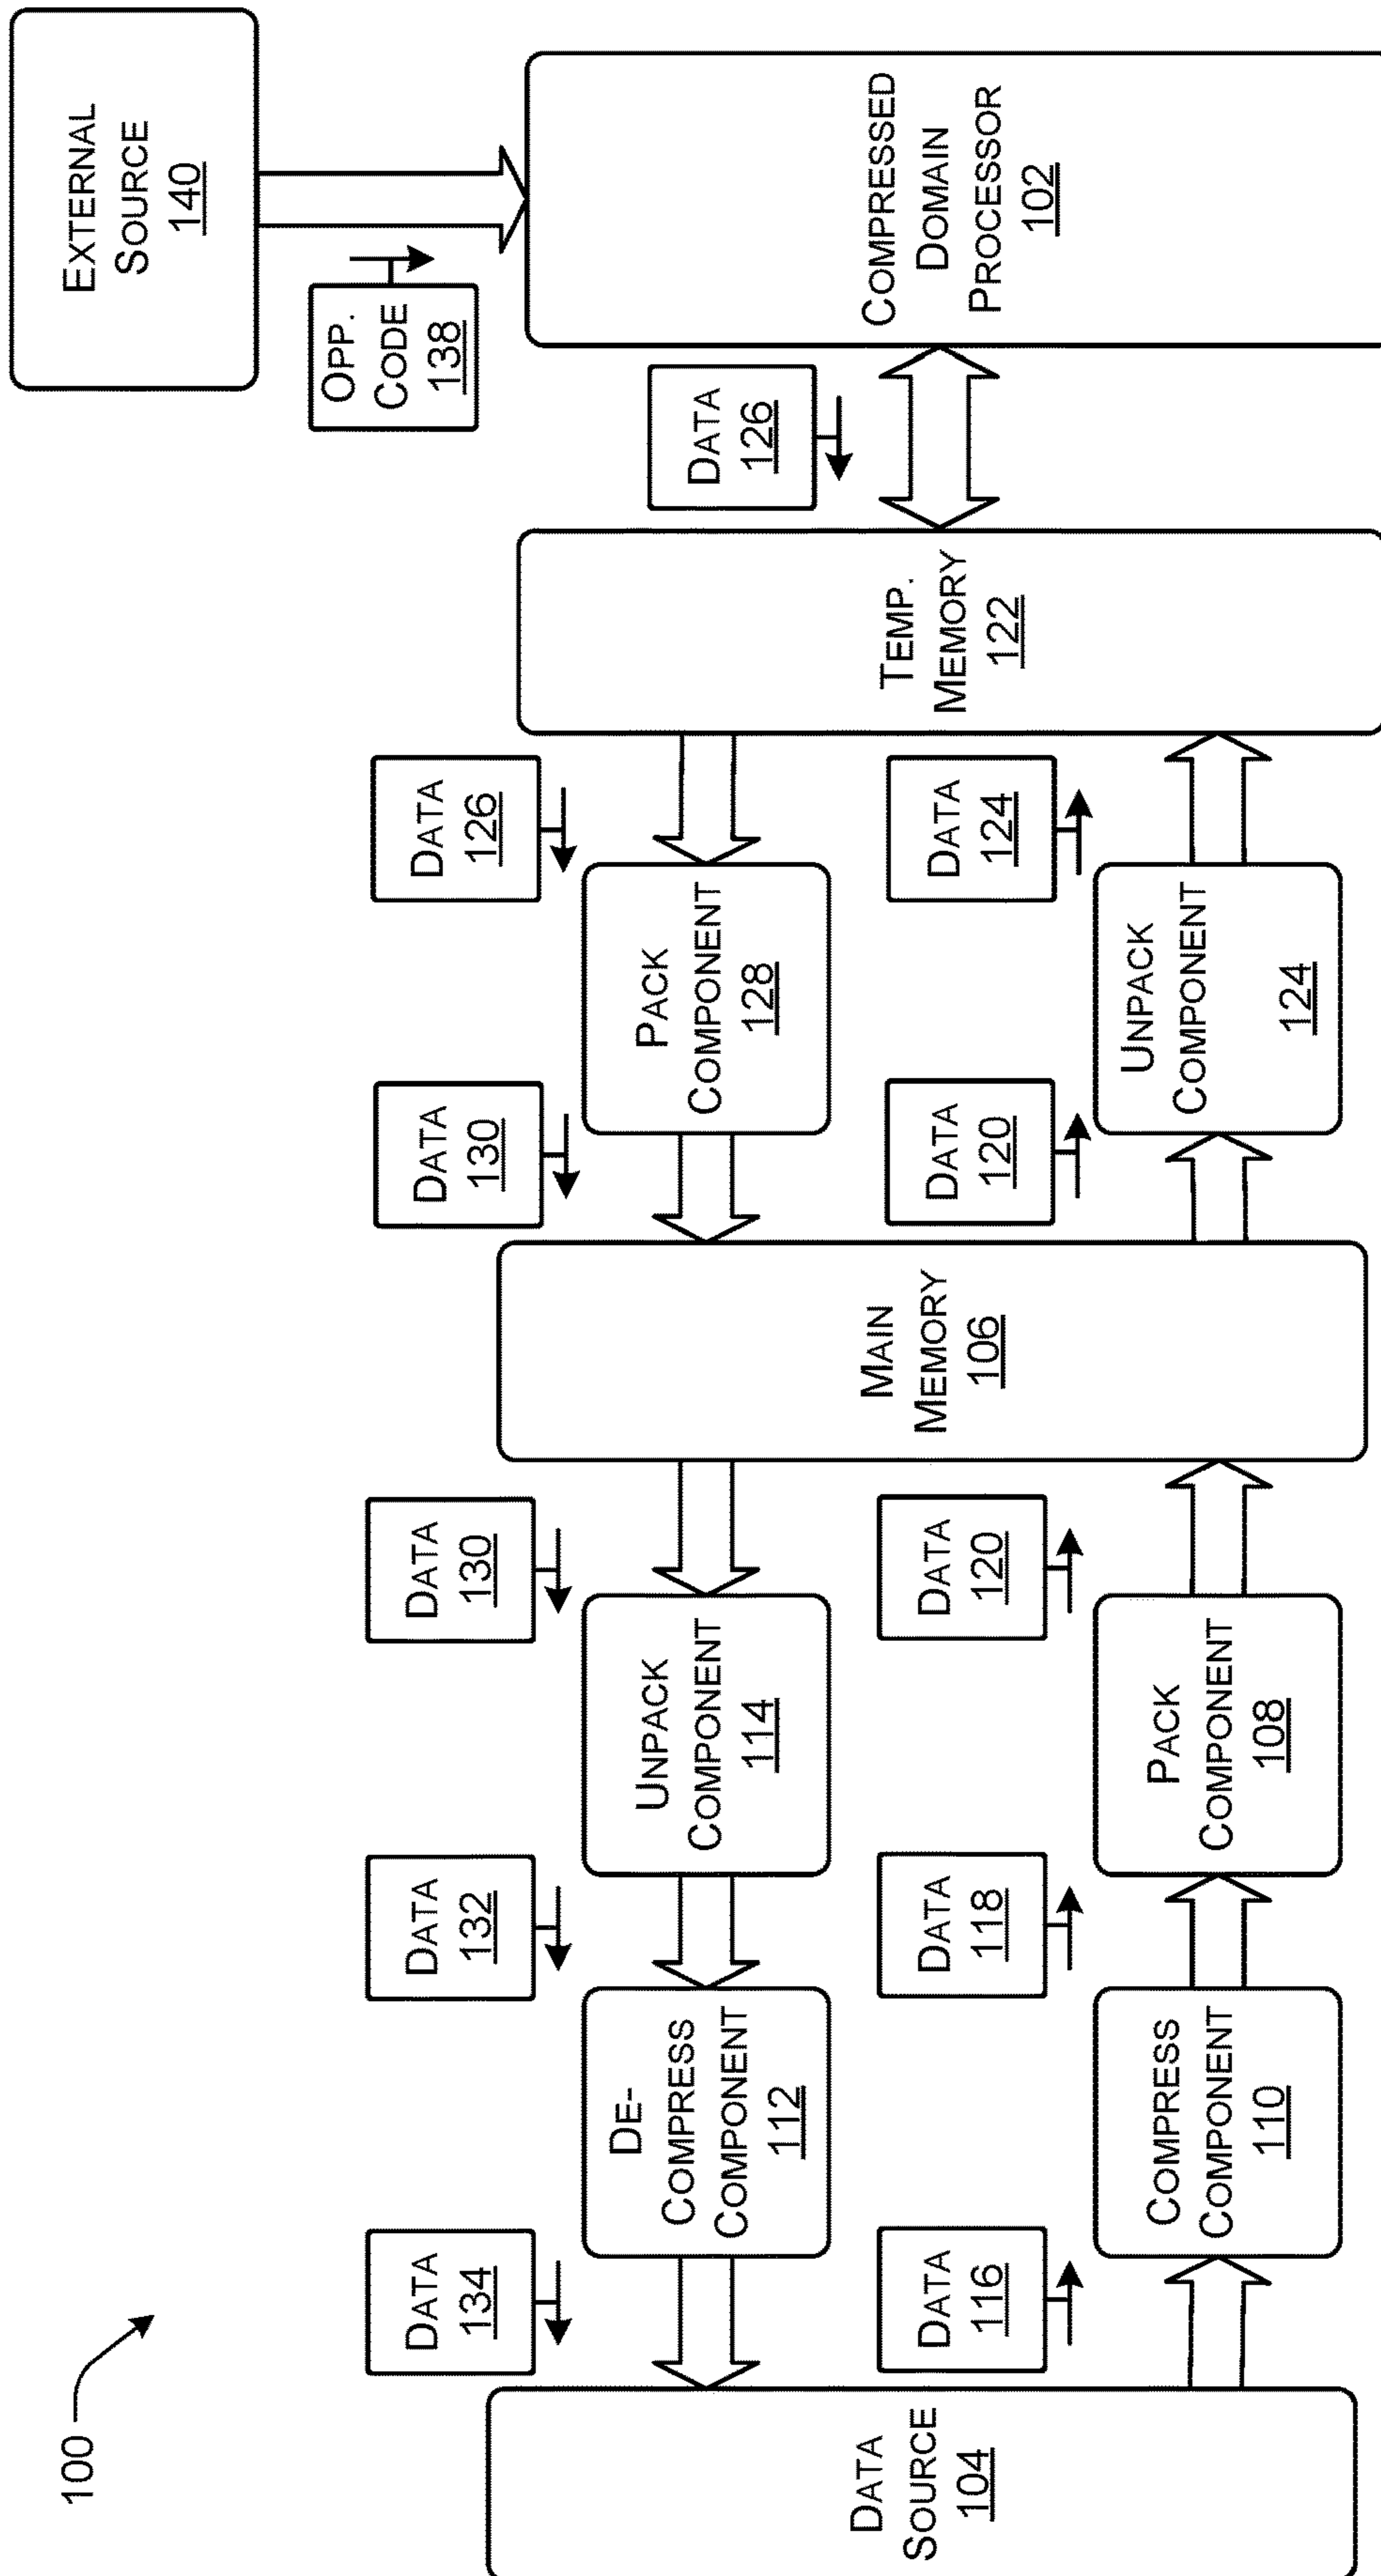 100
EXTERNAL
SOURCE
140
OPP.
CODE
138
DATA
134
DATA
132
DATA
130
DATA
130
DATA
126
DATA
126
DATA
SOURCE
104
DE-
COMPRESS
COMPONENT
112
UNPACK
COMPONENT
114
MAIN
MEMORY
106
PACK
COMPONENT
128
TEMP.
MEMORY
122
COMPRESSED
DOMAIN
PROCESSOR
102
DATA
116
DATA
118
DATA
120
DATA
120
DATA
124
COMPRESS
COMPONENT
110
PACK
COMPONENT
108
UNPACK
COMPONENT
124